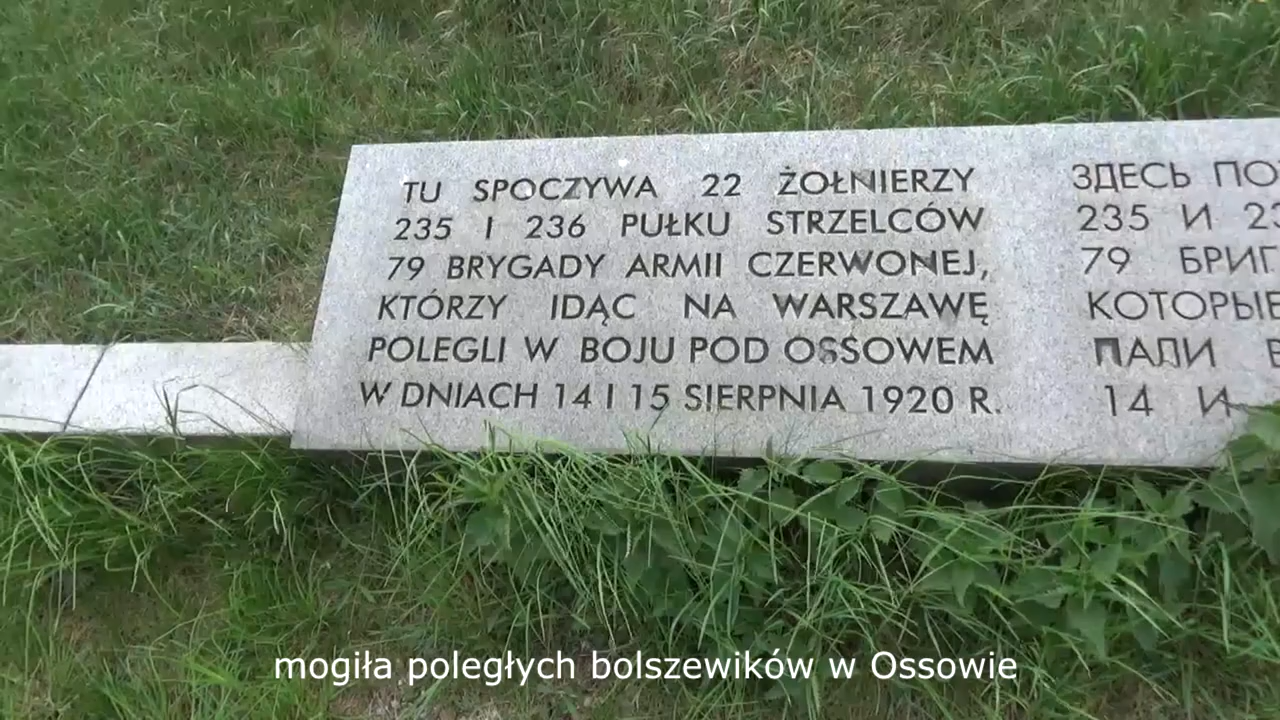 TU SPOCZYWA 22 ŻOŁNIERZY
235 I 236 PUŁKU STRZELCÓW
79 BRYGADY ARMII CZERWONEJ,
KTÓRZY IDĄC NA WARSZAWĘ
POLEGLI W BOJU POD OSSOWEM
W DNIACH 14 I 15 SIERPNIA 1920 R.
ЗДЕСЬ
235 И
79
КОТОРЫЕ
ПАЛИ
14 И
mogiła poległych bolszewików w Ossowie